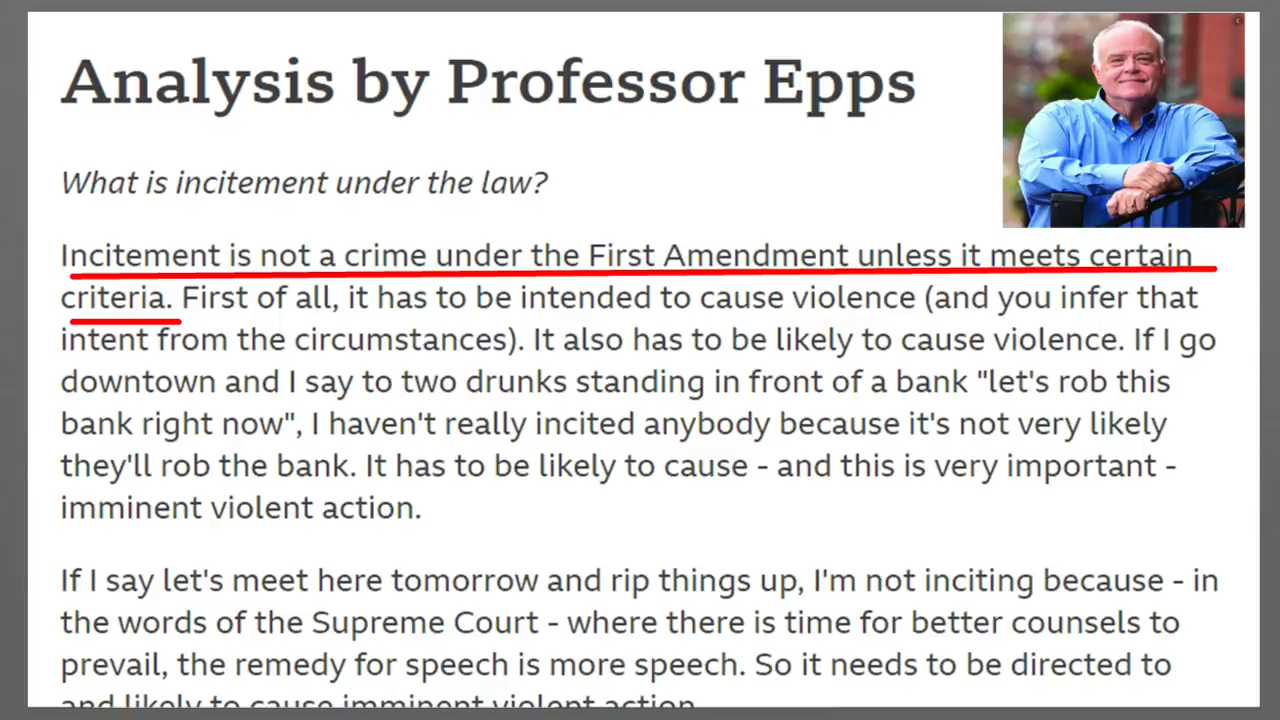 Analysis by Professor Epps
What is incitement under the law?
Incitement is not a crime under the First Amendment unless it meets certain
criteria. First of all, it has to be intended to cause violence (and you infer that
intent from the circumstances). It also has to be likely to cause violence. If I go
downtown and I say to two drunks standing in front of a bank "let's rob this
bank right now", I haven't really incited anybody because it's not very likely
they'll rob the bank. It has to be likely to cause - and this is very important -
imminent violent action.
If I say let's meet here tomorrow and rip things up, I'm not inciting because - in
the words of the Supreme Court - where there is time for better counsels to
prevail, the remedy for speech is more speech. So it needs to be directed to
and likely to cause imminent violent action.